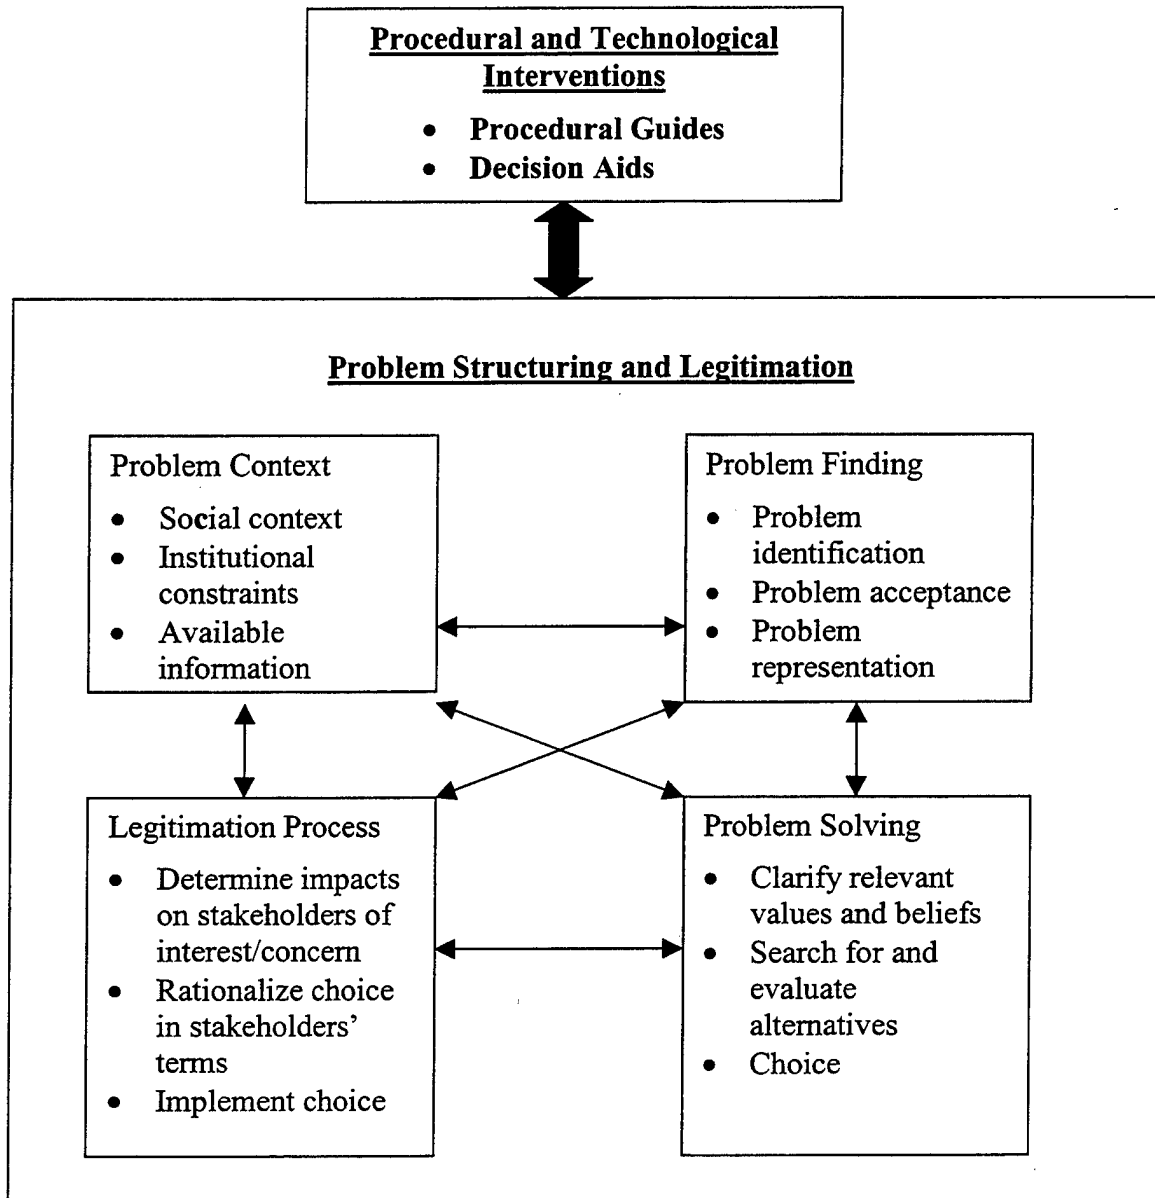 Procedural and Technological
Interventions
• Procedural Guides
• Decision Aids
Problem Structuring and Legitimation
Problem Context
• Social context
• Institutional
constraints
• Available
information
Problem Finding
• Problem
identification
• Problem acceptance
• Problem
representation
Legitimation Process
• Determine impacts
on stakeholders of
interest/concern
• Rationalize choice
in stakeholders’
terms
• Implement choice
Problem Solving
• Clarify relevant
values and beliefs
• Search for and
evaluate
alternatives
• Choice